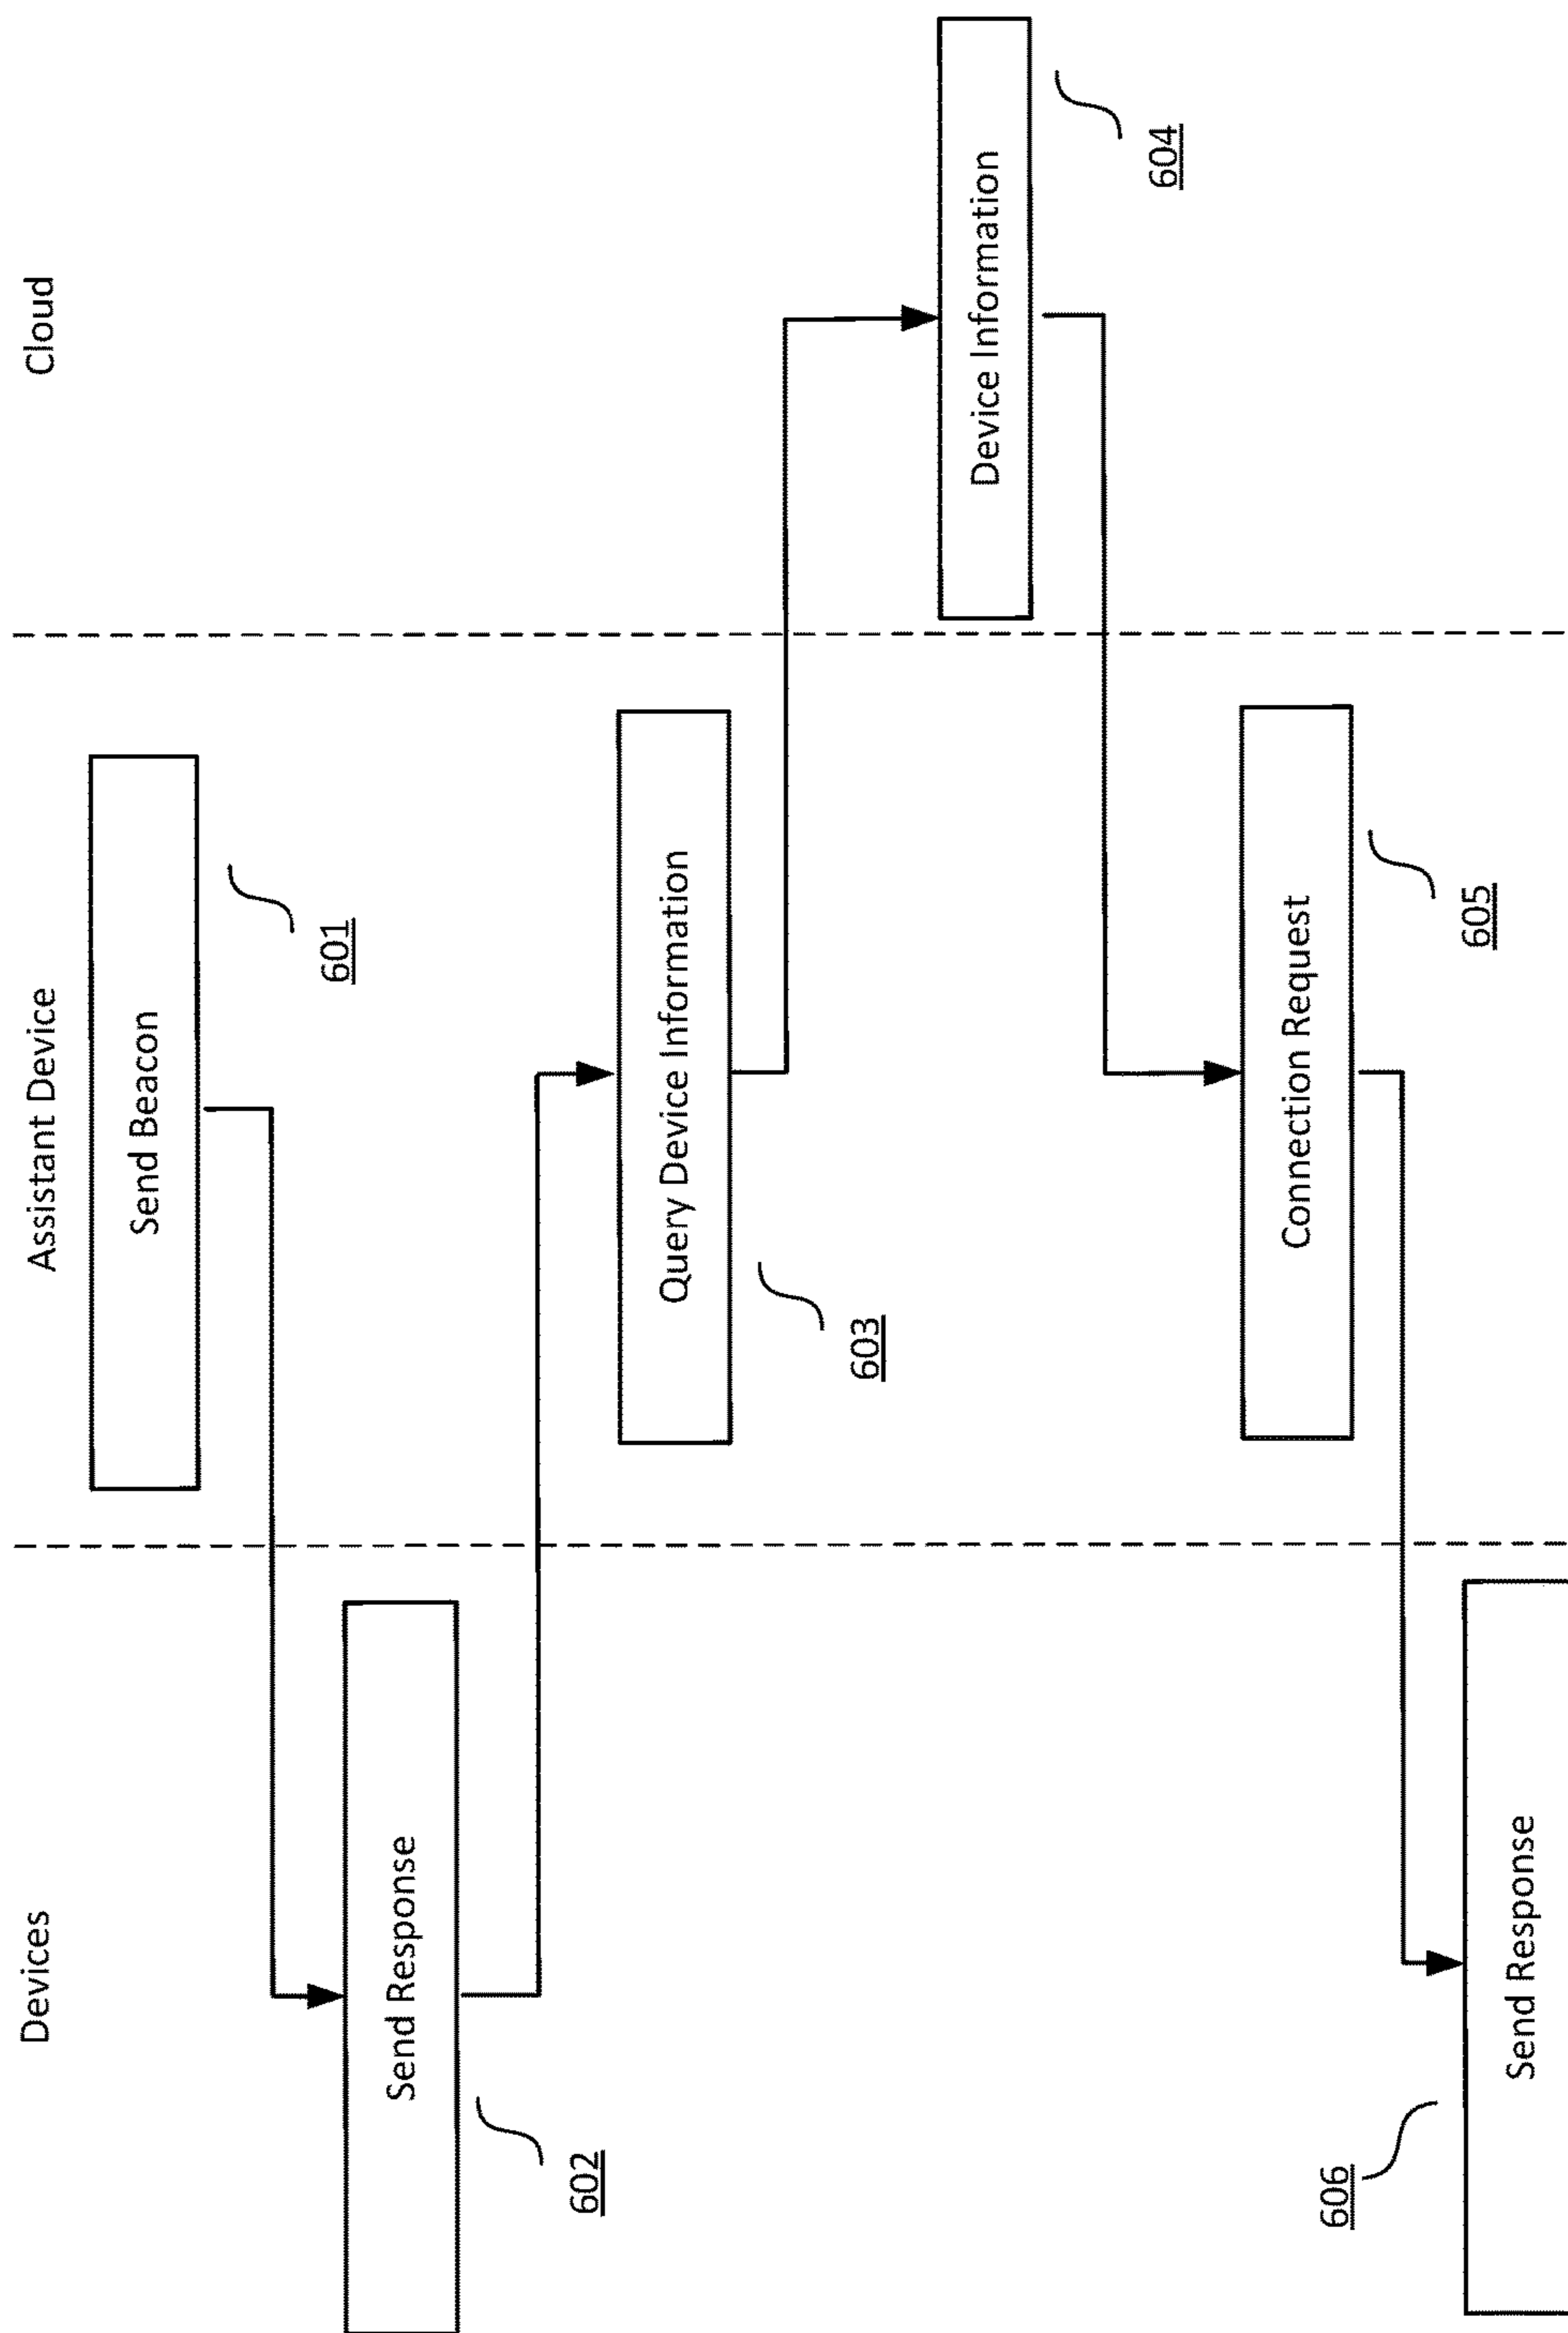 Devices
Assistant Device
Cloud
Send Beacon
601
Send Response
602
Query Device Information
603
Device Information
604
Connection Request
605
Send Response
606